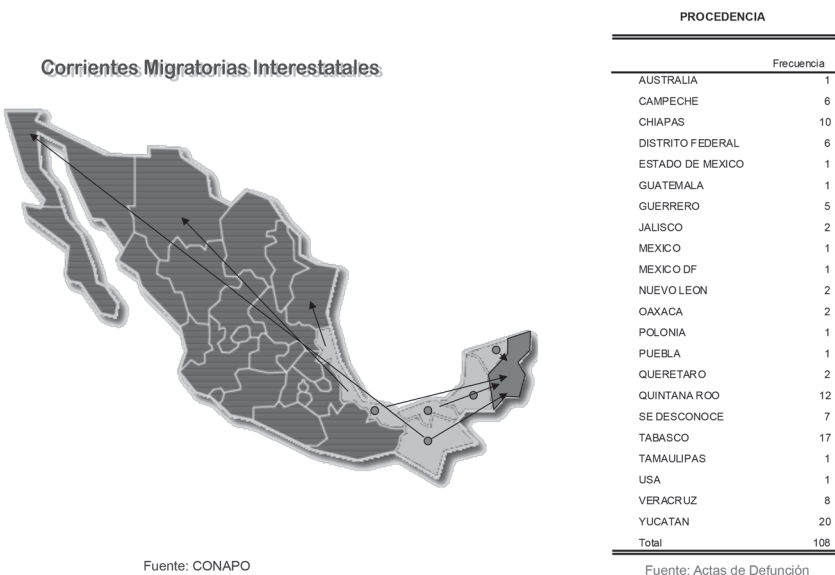 Corrientes Migratorias Interestatales
Fuente: CONAPO
PROCEDENCIA
Frecuencia
AUSTRALIA 1
CAMPECHE 6
CHIAPAS 10
DISTRITO FEDERAL 6
ESTADO DE MEXICO 1
GUATEMALA 1
GUERRERO 5
JALISCO 2
MEXICO 1
MEXICO DF 1
NUEVO LEON 2
OAXACA 2
POLONIA 1
PUEBLA 1
QUERETARO 2
QUINTANA ROO 12
SE DESCONOCE 7
TABASCO 17
TAMAULIPAS 1
USA 1
VERACRUZ 8
YUCATAN 20
Total 108
Fuente: Actas de Defunción